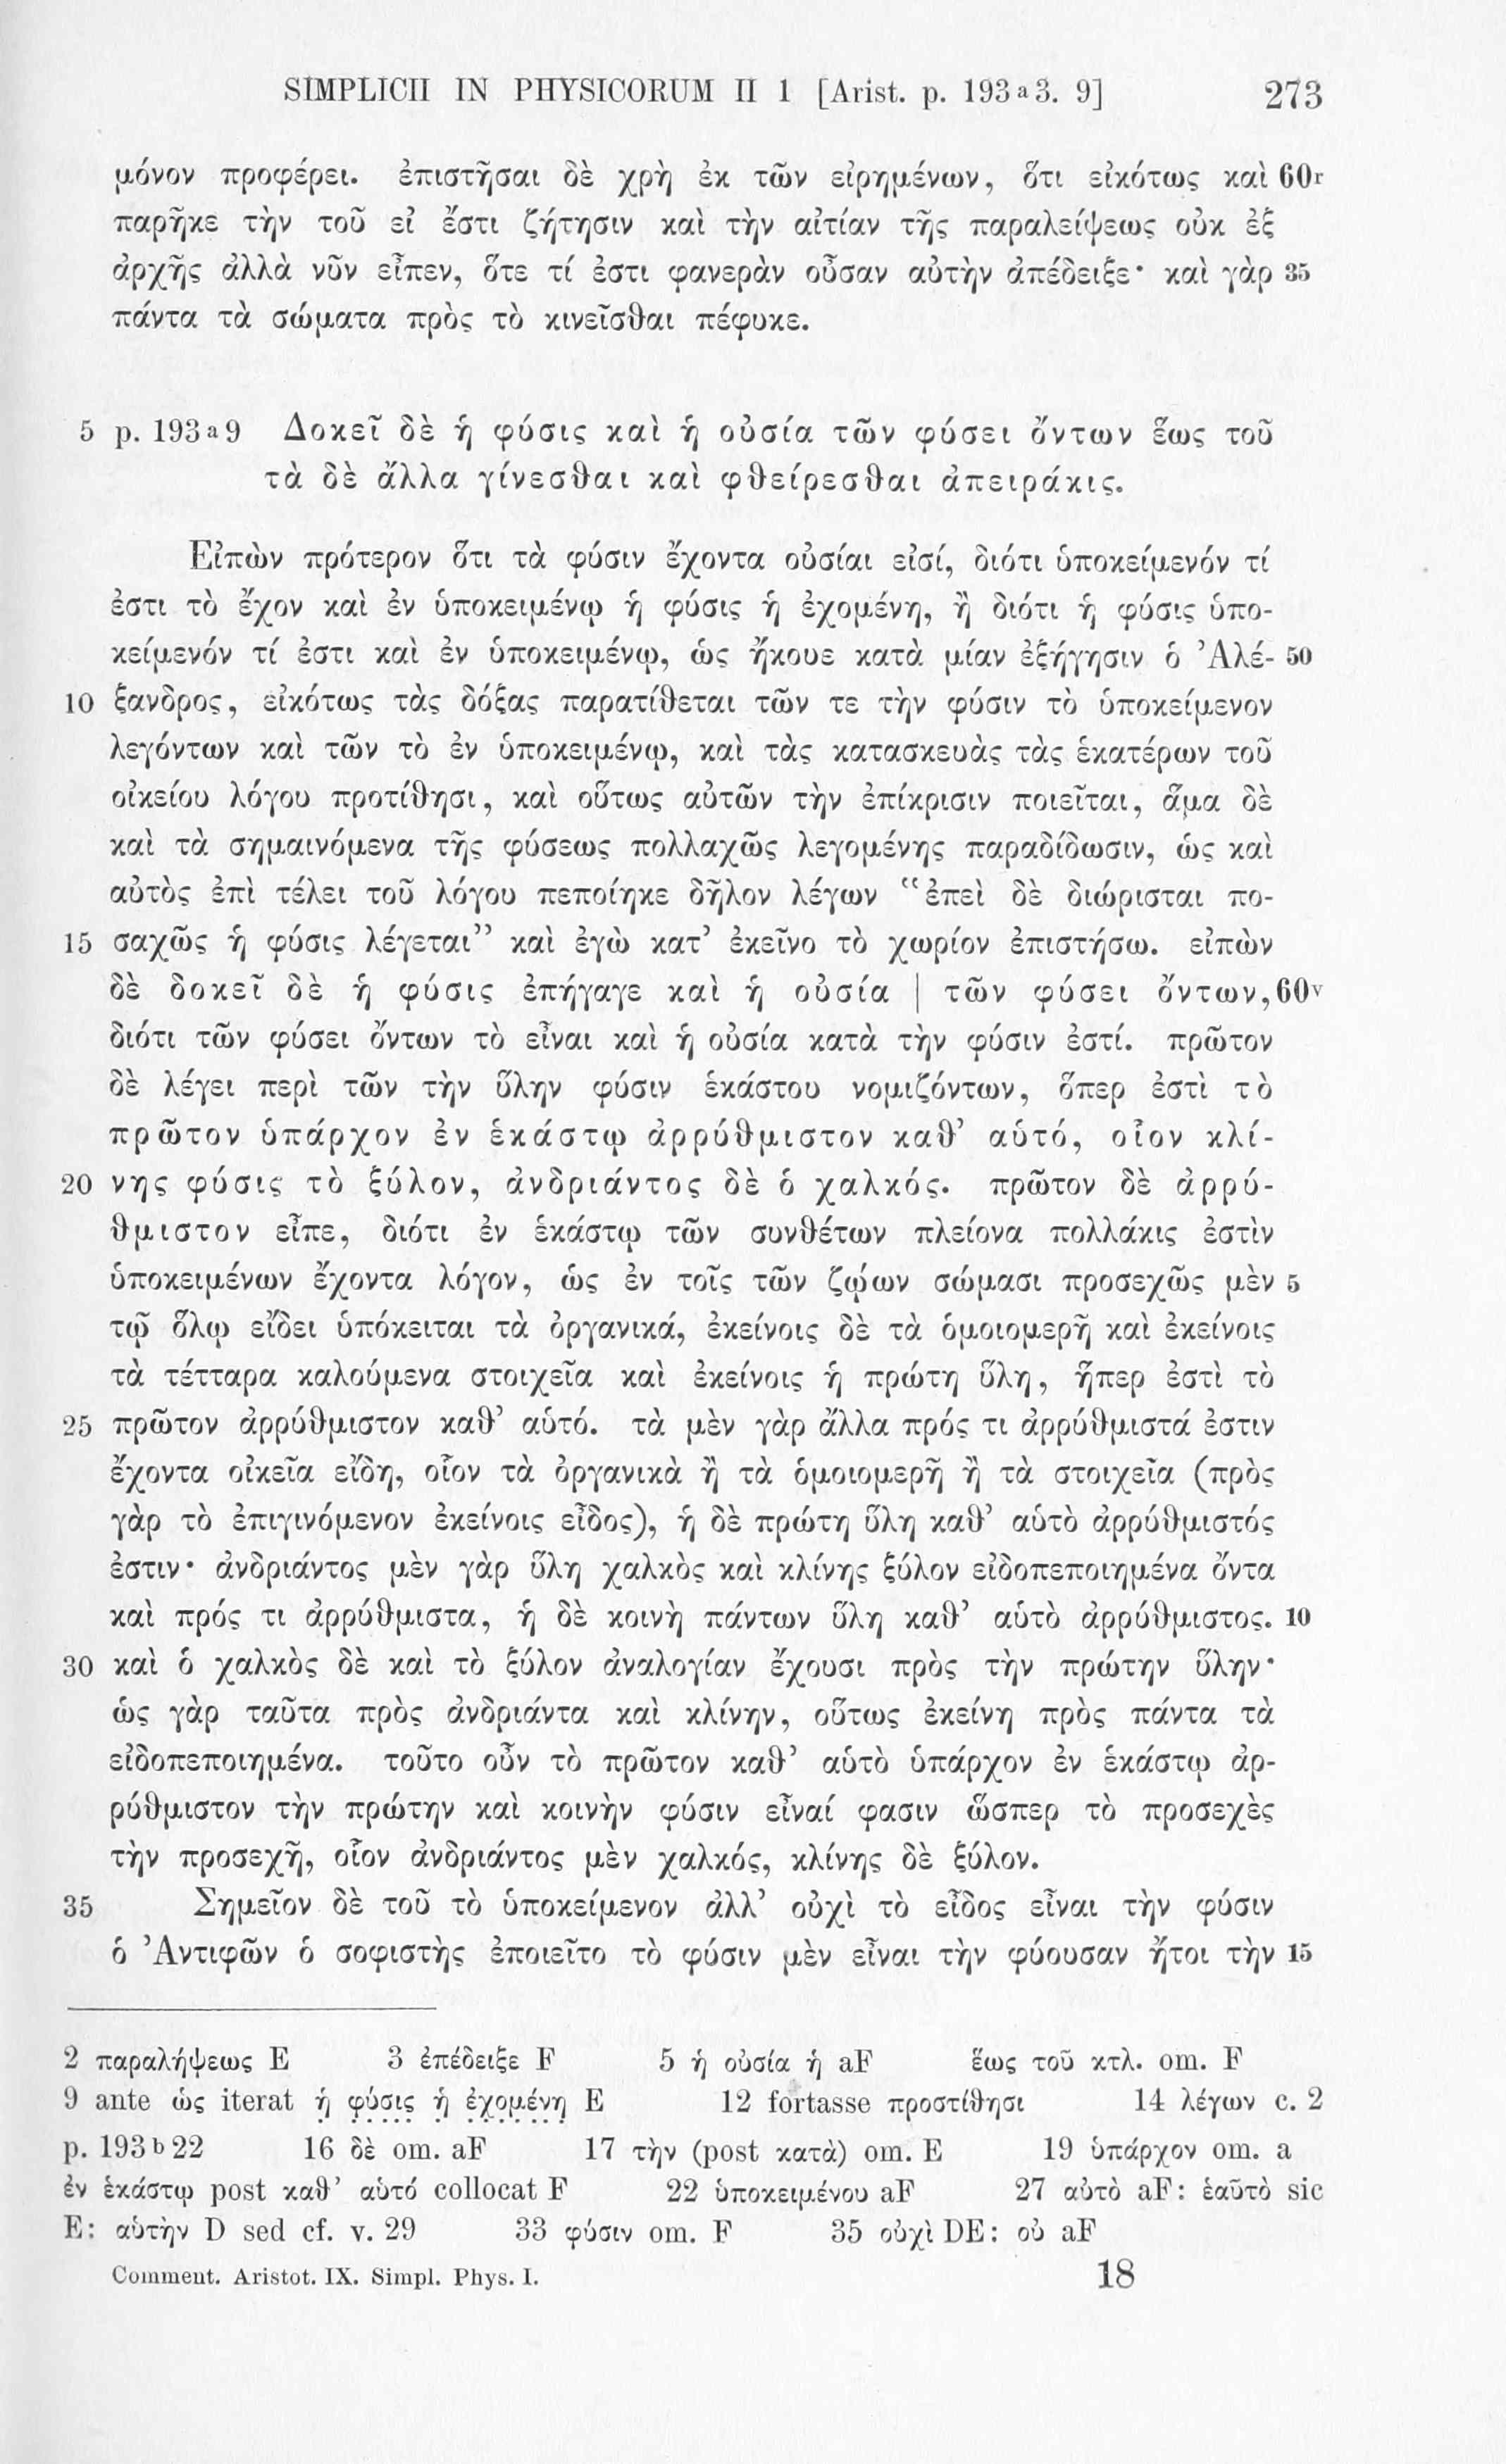 SIMPLICII IN PHYSICORUM II 1 [Arist. p. 193 a 3. 9] 273
μόνον προφέρει. ἐπιστῆσαι δὲ χρὴ ἐκ τῶν εἰρημένων, ὅτι εἰκότως καὶ 60r
παρῆκε τὴν τοῦ εἰ ἔστι ζήτησιν καὶ τὴν αἰτίαν τῆς παραλείψεως οὐκ ἐξ
ἀρχῆς ἀλλὰ νῦν εἶπεν, ὅτε τί ἐστι φανερὰν οὖσαν αὐτὴν ἀπέδειξε· καὶ γὰρ 35
πάντα τὰ σώματα πρὸς τὸ κινεῖσθαι πέφυκε.
5 p. 193 a 9 Δοκεῖ δὲ ἡ φύσις καὶ ἡ οὐσία τῶν φύσει ὄντων ἕως τοῦ
τὰ δὲ ἄλλα γίνεσθαι καὶ φθείρεσθαι ἀπειράκις.
Εἰπὼν πρότερον ὅτι τὰ φύσιν ἔχοντα οὐσίαι εἰσί, διότι ὑποκείμενόν τί
ἐστι τὸ ἔχον καὶ ἐν ὑποκειμένῳ ἡ φύσις ἡ ἐχομένη, ἢ διότι ἡ φύσις ὑπο-
κείμενόν τί ἐστι καὶ ἐν ὑποκειμένῳ, ὡς ἤκουε κατὰ μίαν ἐξήγησιν ὁ Ἀλέ- 50
10 ξανδρος, εἰκότως τὰς δόξας παρατίθεται τῶν τε τὴν φύσιν τὸ ὑποκείμενον
λεγόντων καὶ τῶν τὸ ἐν ὑποκειμένῳ, καὶ τὰς κατασκευὰς τὰς ἑκατέρων τοῦ
οἰκείου λόγου προτίθησι, καὶ οὕτως αὐτῶν τὴν ἐπίκρισιν ποιεῖται, ἅμα δὲ
καὶ τὰ σημαινόμενα τῆς φύσεως πολλαχῶς λεγομένης παραδίδωσιν, ὡς καὶ
αὐτὸς ἐπὶ τέλει τοῦ λόγου πεποίηκε δῆλον λέγων “ἐπεὶ δὲ διώρισται πο-
15 σαχῶς ἡ φύσις λέγεται” καὶ ἐγὼ κατ’ ἐκεῖνο τὸ χωρίον ἐπιστήσω. εἰπὼν
δὲ δοκεῖ δὲ ἡ φύσις ἐπήγαγε καὶ ἡ οὐσία | τῶν φύσει ὄντων, 60v
διότι τῶν φύσει ὄντων τὸ εἶναι καὶ ἡ οὐσία κατὰ τὴν φύσιν ἐστί. πρῶτον
δὲ λέγει περὶ τῶν τὴν ὕλην φύσιν ἑκάστου νομιζόντων, ὅπερ ἐστὶ τὸ
πρῶτον ὑπάρχον ἐν ἑκάστῳ ἀρρύθμιστον καθ’ αὑτό, οἷον κλί-
20 νης φύσις τὸ ξύλον, ἀνδριάντος δὲ ὁ χαλκός. πρῶτον δὲ ἀρρύ-
θμιστον εἶπε, διότι ἐν ἑκάστῳ τῶν συνθέτων πλείονα πολλάκις ἐστὶν
ὑποκειμένων ἔχοντα λόγον, ὡς ἐν τοῖς τῶν ζῴων σώμασι προσεχῶς μὲν 5
τῷ ὅλῳ εἴδει ὑπόκειται τὰ ὀργανικά, ἐκείνοις δὲ τὰ ὁμοιομερῆ καὶ ἐκείνοις
τὰ τέτταρα καλούμενα στοιχεῖα καὶ ἐκείνοις ἡ πρώτη ὕλη, ἥπερ ἐστὶ τὸ
25 πρῶτον ἀρρύθμιστον καθ’ αὑτό. τὰ μὲν γὰρ ἄλλα πρός τι ἀρρύθμιστά ἐστιν
ἔχοντα οἰκεῖα εἴδη, οἷον τὰ ὀργανικὰ ἢ τὰ ὁμοιομερῆ ἢ τὰ στοιχεῖα (πρὸς
γὰρ τὸ ἐπιγινόμενον ἐκείνοις εἶδος), ἡ δὲ πρώτη ὕλη καθ’ αὑτὸ ἀρρύθμιστός
ἐστιν· ἀνδριάντος μὲν γὰρ ὕλη χαλκὸς καὶ κλίνης ξύλον εἰδοπεποιημένα ὄντα
καὶ πρός τι ἀρρύθμιστα, ἡ δὲ κοινὴ πάντων ὕλη καθ’ αὑτὸ ἀρρύθμιστος. 10
30 καὶ ὁ χαλκὸς δὲ καὶ τὸ ξύλον ἀναλογίαν ἔχουσι πρὸς τὴν πρώτην ὕλην·
ὡς γὰρ ταῦτα πρὸς ἀνδριάντα καὶ κλίνην, οὕτως ἐκείνη πρὸς πάντα τὰ
εἰδοπεποιημένα. τοῦτο οὖν τὸ πρῶτον καθ’ αὑτὸ ὑπάρχον ἐν ἑκάστῳ ἀρ-
ρύθμιστον τὴν πρώτην καὶ κοινὴν φύσιν εἶναί φασιν ὥσπερ τὸ προσεχὲς
τὴν προσεχῆ, οἷον ἀνδριάντος μὲν χαλκός, κλίνης δὲ ξύλον.
35 Σημεῖον δὲ τοῦ τὸ ὑποκείμενον ἀλλ’ οὐχὶ τὸ εἶδος εἶναι τὴν φύσιν
ὁ Ἀντιφῶν ὁ σοφιστὴς ἐποιεῖτο τὸ φύσιν μὲν εἶναι τὴν φύουσαν ἤτοι τὴν 15
2 παραλήψεως E 3 ἐπέδειξε F 5 ἡ οὐσία ἡ aF ἕως τοῦ κτλ. om. F
9 ante ὡς iterat ἡ φύσις ἡ ἐχομένη E 12 fortasse προστίθησι 14 λέγων c. 2
p. 193 b 22 16 δὲ om. aF 17 τὴν (post κατὰ) om. E 19 ὑπάρχον om. a
ἐν ἑκάστῳ post καθ’ αὑτό collocat F 22 ὑποκειμένου aF 27 αὐτὸ aF: ἑαῦτὸ sic
E: αὑτὴν D sed cf. v. 29 33 φύσιν om. F 35 οὐχὶ DE: οὐ aF
Comment. Aristot. IX. Simpl. Phys. I. 18